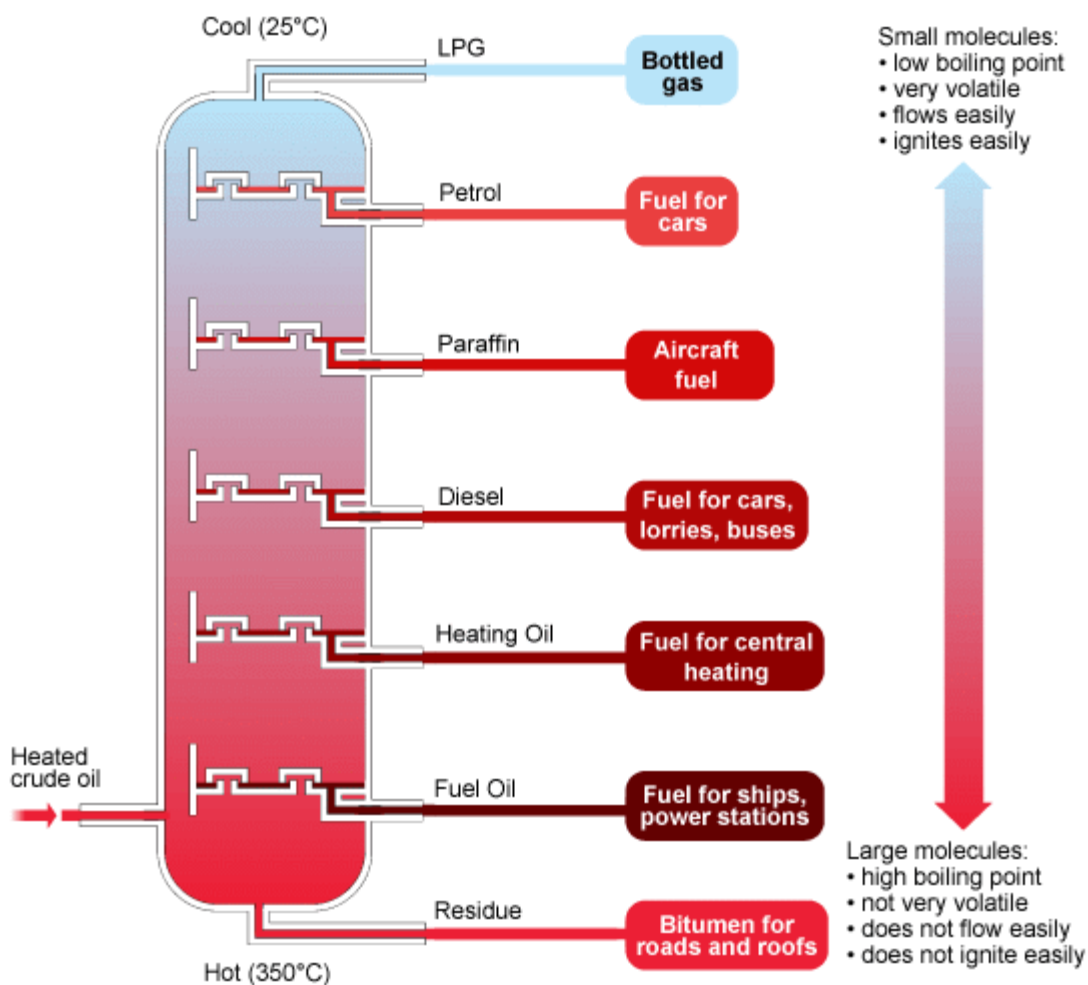 Cool (25°C)
LPG
Bottled
gas
Small molecules:
• low boiling point
• very volatile
• flows easily
• ignites easily
Petrol
Fuel for
cars
Paraffin
Aircraft
fuel
Diesel
Fuel for cars,
lorries, buses
Heating Oil
Fuel for central
heating
Heated
crude oil
Fuel Oil
Fuel for ships,
power stations
Large molecules:
• high boiling point
• not very volatile
• does not flow easily
• does not ignite easily
Residue
Bitumen for
roads and roofs
Hot (350°C)